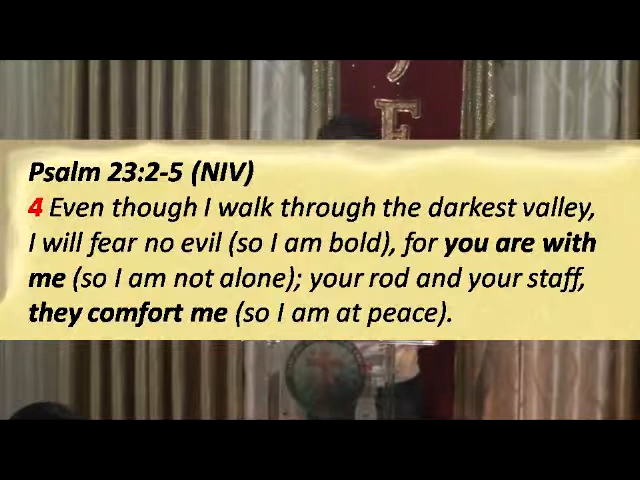 E
Psalm 23:2-5 (NIV)
4 Even though I walk through the darkest valley,
I will fear no evil (so I am bold), for you are with
me (so I am not alone); your rod and your staff,
they comfort me (so I am at peace).